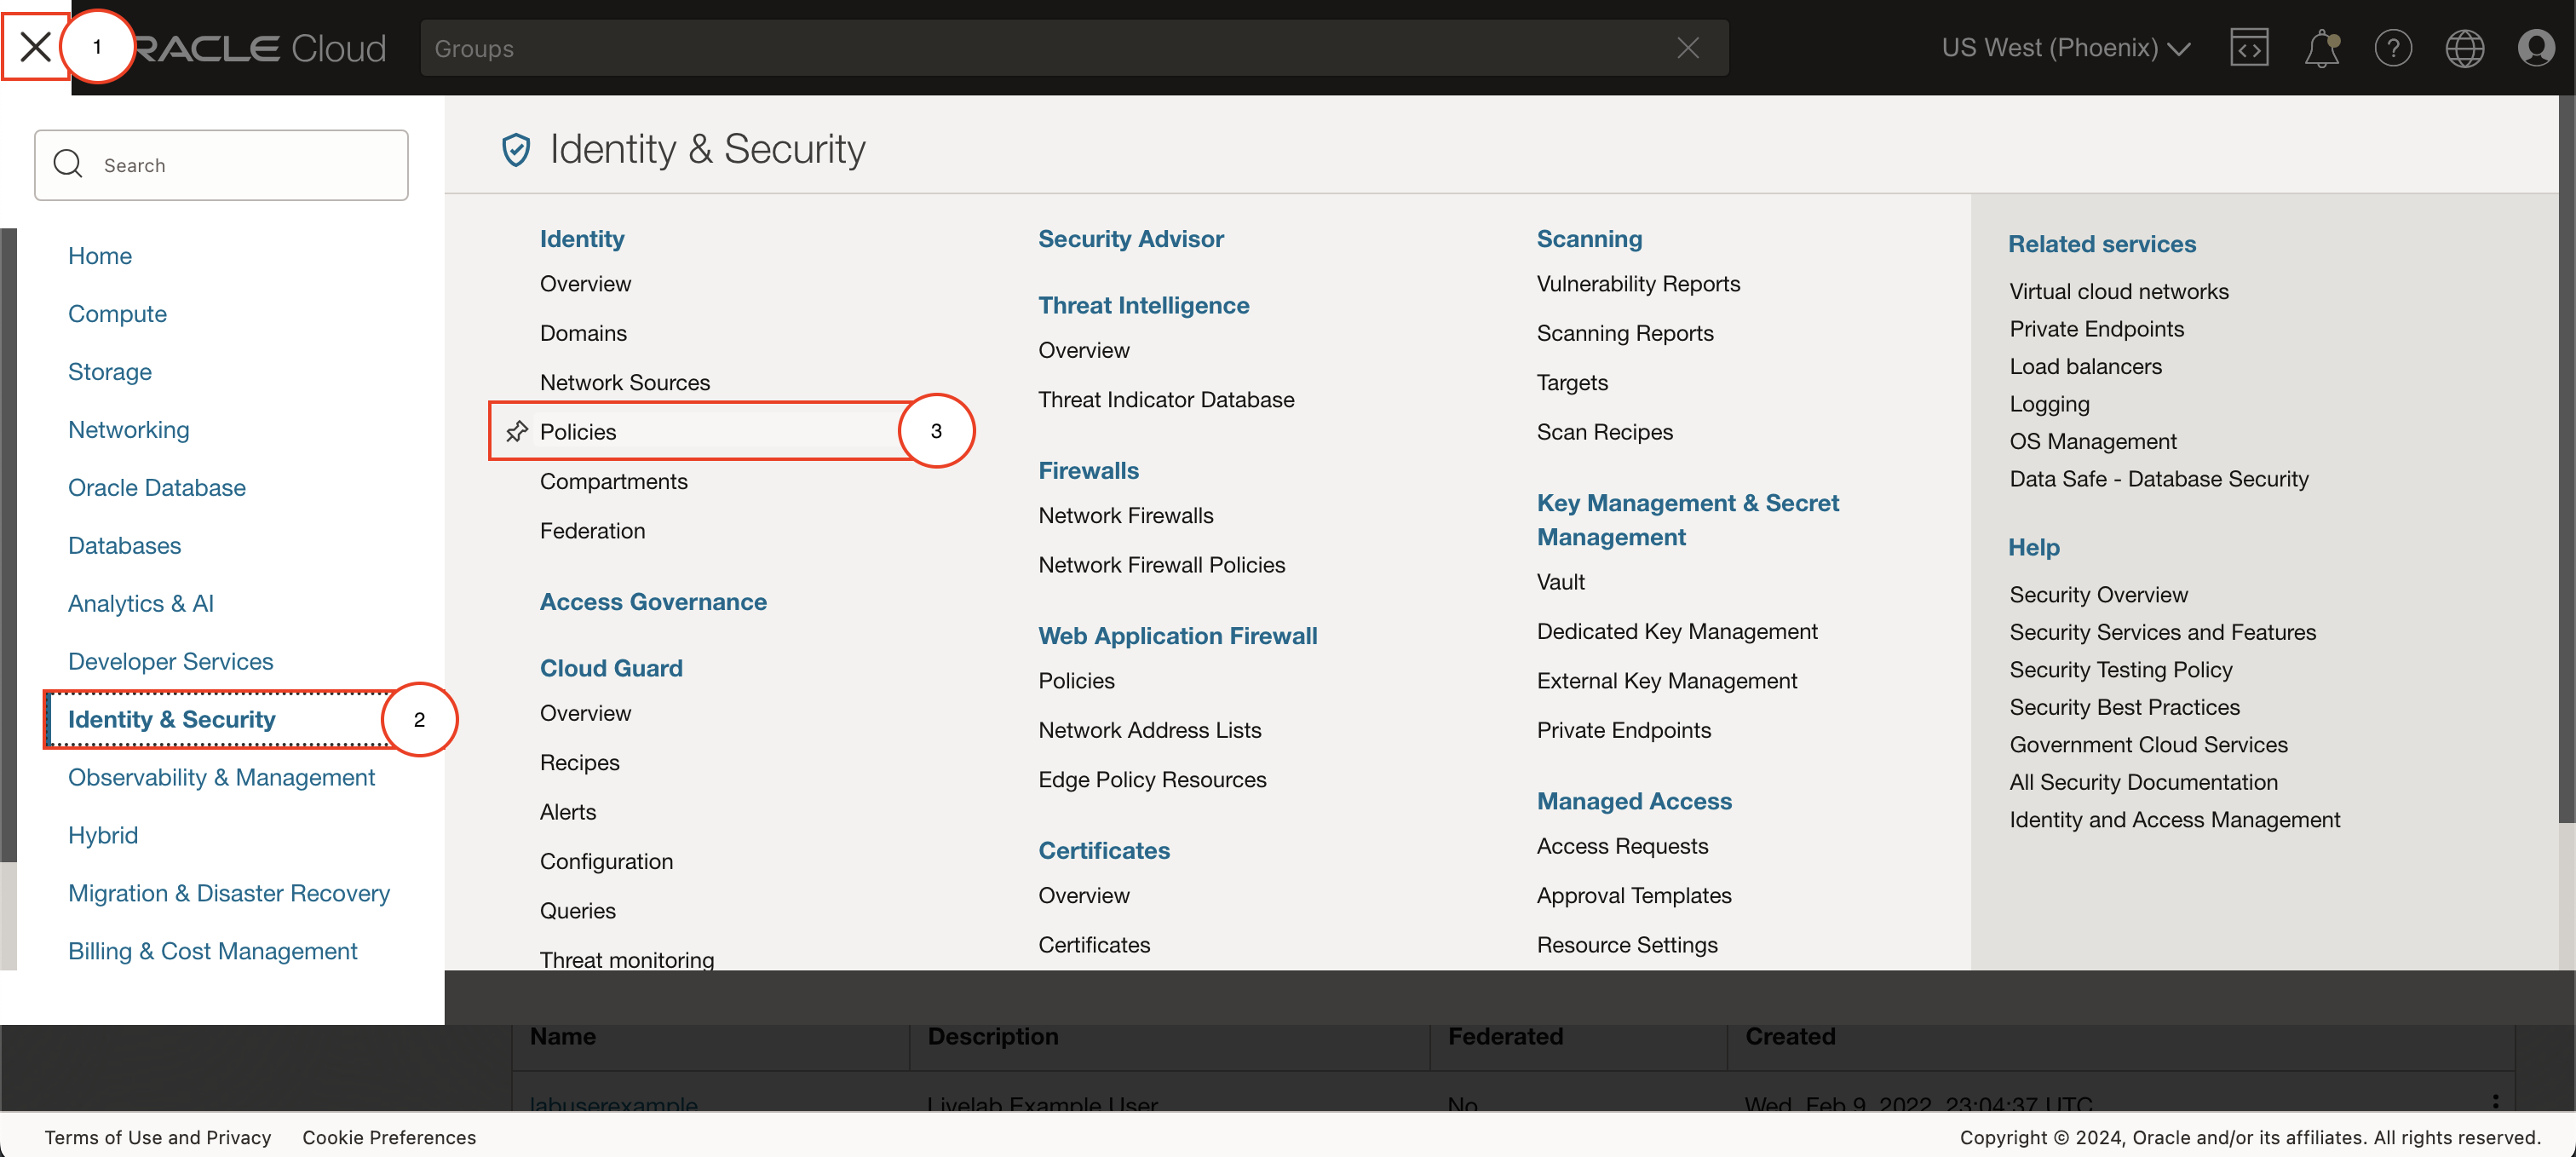 1
RACLE Cloud
Groups
US West (Phoenix)
Search
Home
Compute
Storage
Networking
Oracle Database
Databases
Analytics & AI
Developer Services
Identity & Security
2
Observability & Management
Hybrid
Migration & Disaster Recovery
Billing & Cost Management
Identity & Security
Identity
Overview
Domains
Network Sources
Policies
3
Compartments
Federation
Access Governance
Cloud Guard
Overview
Recipes
Alerts
Configuration
Queries
Threat monitoring
Security Advisor
Threat Intelligence
Overview
Threat Indicator Database
Firewalls
Network Firewalls
Network Firewall Policies
Web Application Firewall
Policies
Network Address Lists
Edge Policy Resources
Certificates
Overview
Certificates
Scanning
Vulnerability Reports
Scanning Reports
Targets
Scan Recipes
Key Management & Secret
Management
Vault
Dedicated Key Management
External Key Management
Private Endpoints
Managed Access
Access Requests
Approval Templates
Resource Settings
Related services
Virtual cloud networks
Private Endpoints
Load balancers
Logging
OS Management
Data Safe - Database Security
Help
Security Overview
Security Services and Features
Security Testing Policy
Security Best Practices
Government Cloud Services
All Security Documentation
Identity and Access Management
Name Description Federated Created
labuserexample Livelab Example User No Wed, Feb 9, 2022, 23:04:37 UTC
Terms of Use and Privacy Cookie Preferences
Copyright © 2024, Oracle and/or its affiliates. All rights reserved.